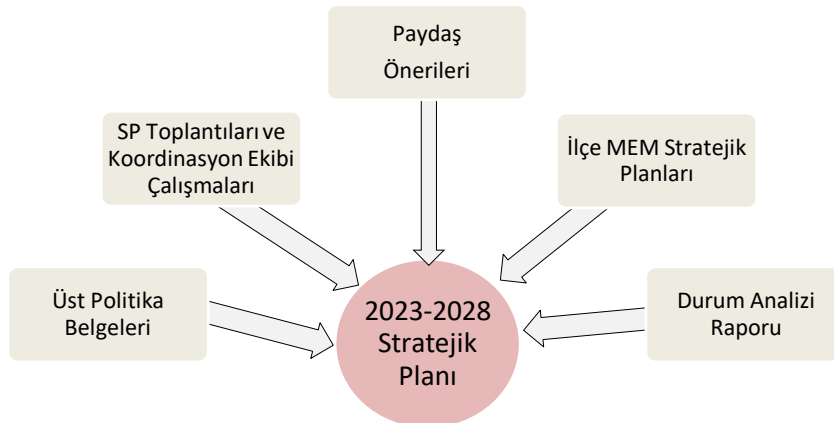 Paydaş
Önerileri
SP Toplantıları ve
Koordinasyon Ekibi
Çalışmaları
İlçe MEM Stratejik
Planları
Üst Politika
Belgeleri
2023-2028
Stratejik
Planı
Durum Analizi
Raporu